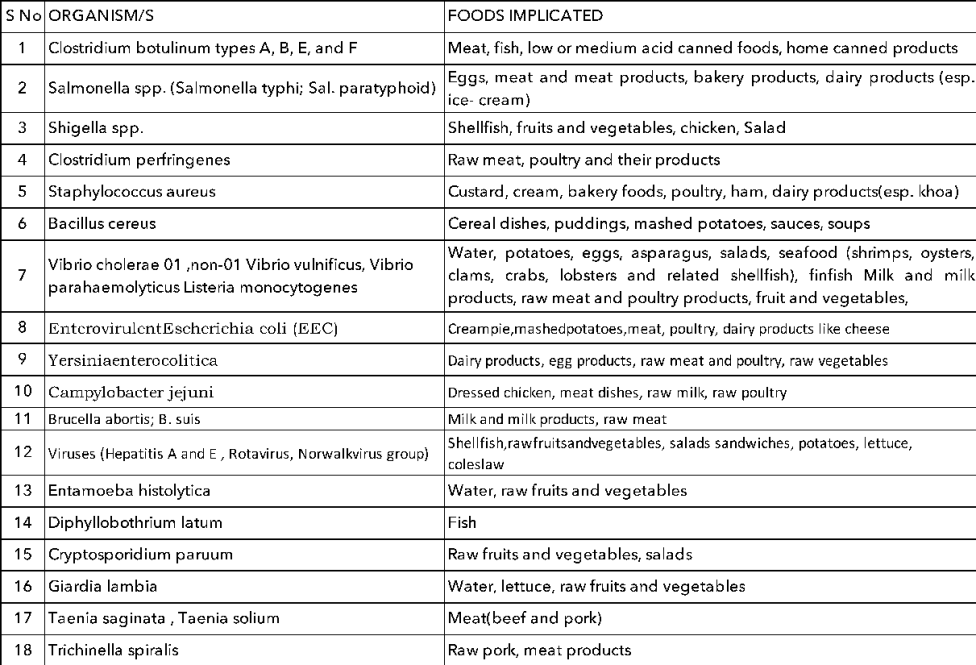 S No ORGANISM/S FOODS IMPLICATED
1 Clostridium botulinum types A, B, E, and F Meat, fish, low or medium acid canned foods, home canned products
2 Salmonella spp. (Salmonella typhi; Sal. paratyphoid) Eggs, meat and meat products, bakery products, dairy products (esp. 
ice- cream)
3 Shigella spp. Shellfish, fruits and vegetables, chicken, Salad
4 Clostridium perfringenes Raw meat, poultry and their products
5 Staphylococcus aureus Custard, cream, bakery foods, poultry, ham, dairy products(esp. khoa)
6 Bacillus cereus Cereal dishes, puddings, mashed potatoes, sauces, soups
7 Vibrio cholerae 01 ,non-01 Vibrio vulnificus, Vibrio
parahaemolyticus Listeria monocytogenes
Water, potatoes, eggs, asparagus, salads, seafood (shrimps, oysters,
clams, crabs, lobsters and related shellfish), finfish Milk and milk
products, raw meat and poultry products, fruit and vegetables,
8 EnterovirulentEscherichia coli (EEC) Creampie,mashedpotatoes,meat, poultry, dairy products like cheese
9 Yersiniaenterocolitica Dairy products, egg products, raw meat and poultry, raw vegetables
10 Campylobacter jejuni Dressed chicken, meat dishes, raw milk, raw poultry
11 Brucella abortis; B. suis Milk and milk products, raw meat
12 Viruses (Hepatitis A and E , Rotavirus, Norwalkvirus group) Shellfish,rawfruitsandvegetables, salads sandwiches, potatoes, lettuce,
coleslaw
13 Entamoeba histolytica Water, raw fruits and vegetables
14 Diphyllobothrium latum Fish
15 Cryptosporidium paruum Raw fruits and vegetables, salads
16 Giardia lambia Water, lettuce, raw fruits and vegetables
17 Taenia saginata , Taenia solium Meat(beef and pork)
18 Trichinella spiralis Raw pork, meat products